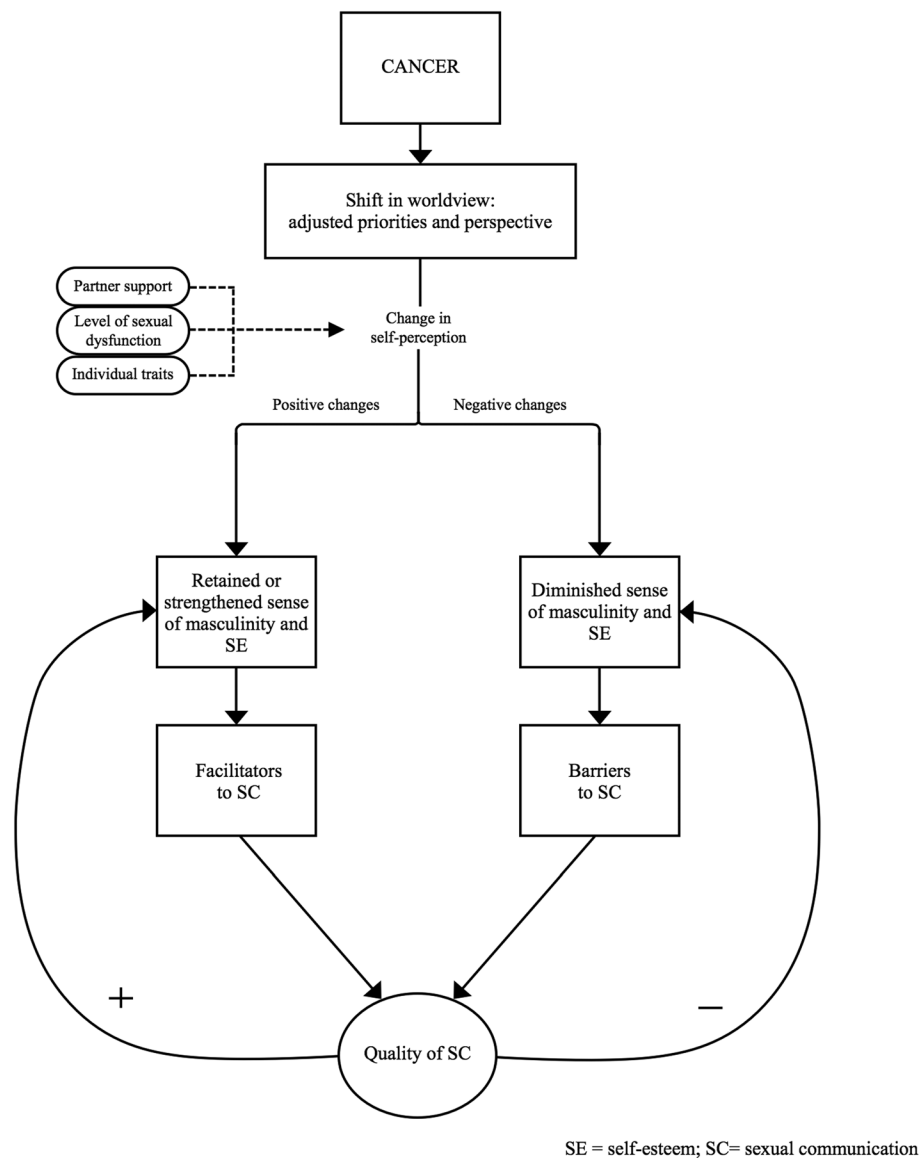 CANCER
Shift in worldview:
adjusted priorities and perspective
Partner support
Level of sexual
dysfunction
Individual traits
Change in
self-perception
Positive changes
Negative changes
Retained or
strengthened sense
of masculinity and
SE
Diminished sense
of masculinity and
SE
Facilitators
to SC
Barriers
to SC
+
−
Quality of SC
SE = self-esteem; SC= sexual communication